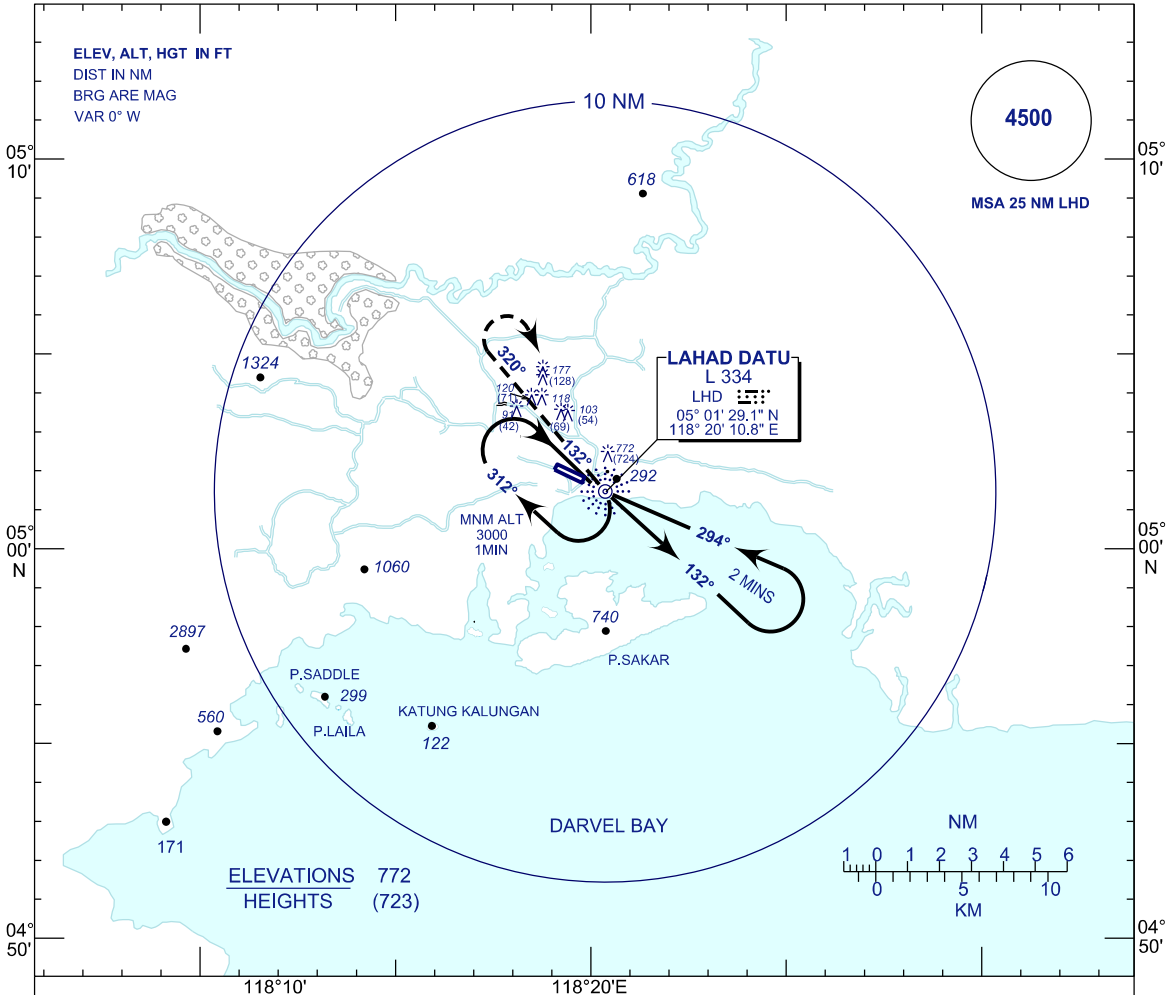 ELEV, ALT, HGT IN FT
DIST IN NM
BRG ARE MAG
VAR 0° W
10 NM
4500
MSA 25 NM LHD
05°
10'
05°
10'
618
1324
320°
177
(128)
120
(71)
118
91
(42)
103
(54)
(69)
LAHAD DATU
L 334
LHD
05° 01' 29.1" N
118° 20' 10.8" E
772
(724)
292
132°
312°
MNM ALT
3000
1MIN
294°
132°
2 MINS
05°
00'
N
05°
00'
N
1060
740
P.SAKAR
2897
P.SADDLE
299
P.LAILA
560
KATUNG KALUNGAN
122
171
DARVEL BAY
ELEVATIONS 772
HEIGHTS (723)
NM
1 0 1 2 3 4 5 6
0 5 10
KM
04°
50'
04°
50'
118°10'
118°20'E